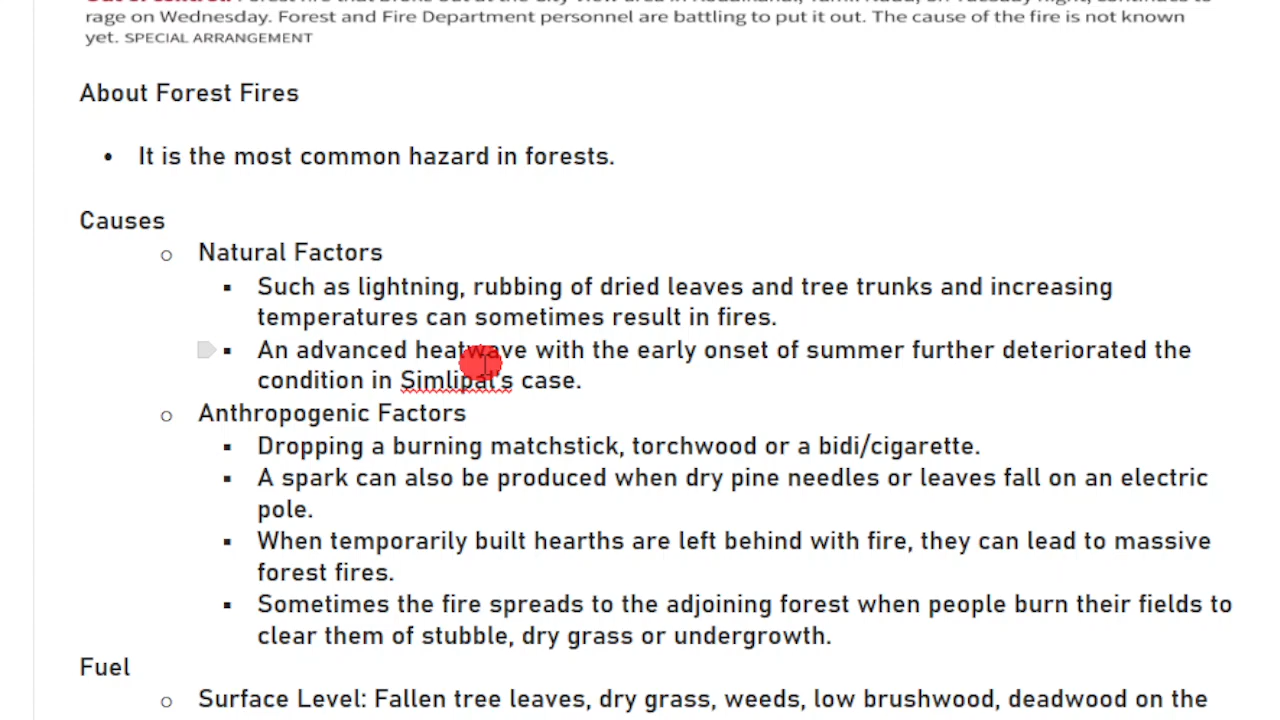 rage on Wednesday. Forest and Fire Department personnel are battling to put it out. The cause of the fire is not known
yet. SPECIAL ARRANGEMENT
About Forest Fires
• It is the most common hazard in forests.
Causes
o Natural Factors
▪ Such as lightning, rubbing of dried leaves and tree trunks and increasing
temperatures can sometimes result in fires.
▪ An advanced heatwave with the early onset of summer further deteriorated the
condition in Simlipal's case.
o Anthropogenic Factors
▪ Dropping a burning matchstick, torchwood or a bidi/cigarette.
▪ A spark can also be produced when dry pine needles or leaves fall on an electric
pole.
▪ When temporarily built hearths are left behind with fire, they can lead to massive
forest fires.
▪ Sometimes the fire spreads to the adjoining forest when people burn their fields to
clear them of stubble, dry grass or undergrowth.
Fuel
o Surface Level: Fallen tree leaves, dry grass, weeds, low brushwood, deadwood on the